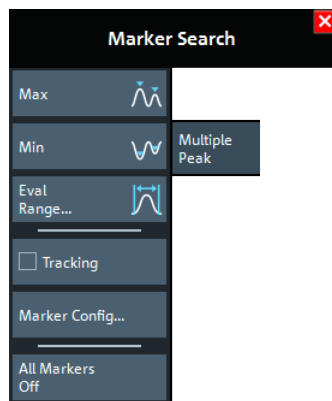 Marker Search
Max
Min
Multiple
Peak
Eval
Range...
Tracking
Marker Config...
All Markers
Off